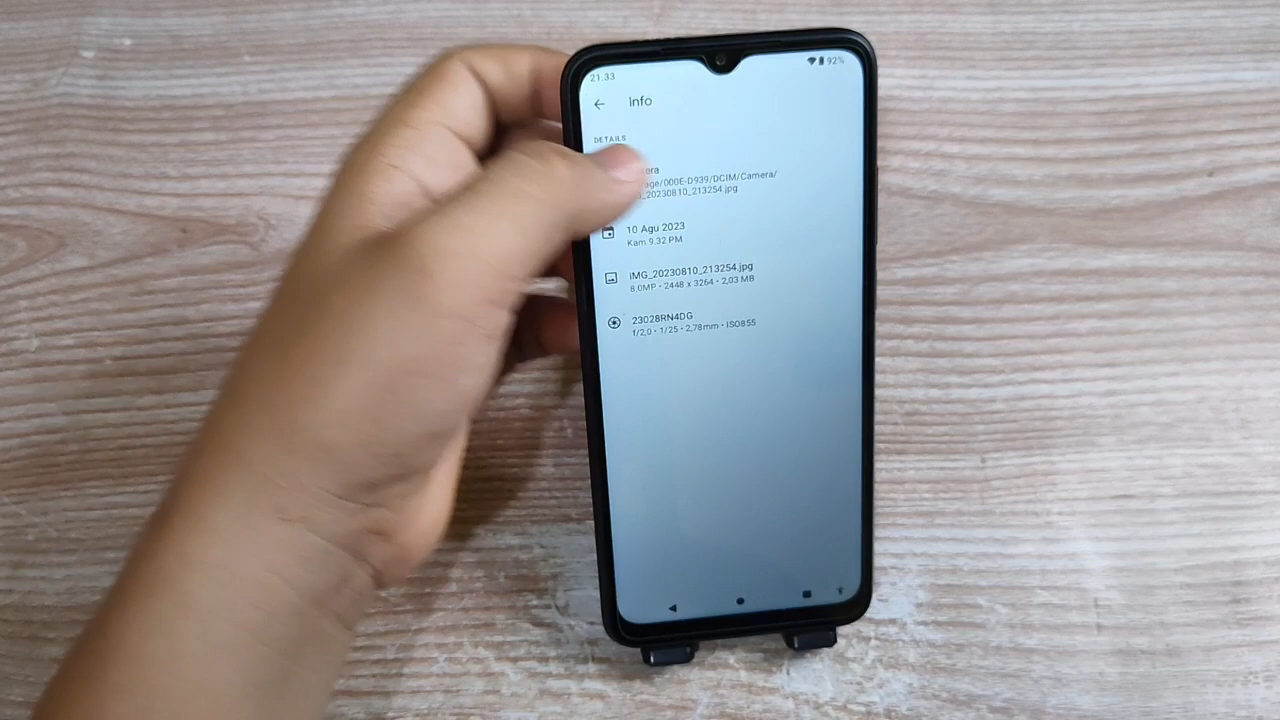 21.33
92%
Info
DETAILS
era
age/000E-D939/DCIM/Camera/
_20230810_213254.jpg
10 Agu 2023
Kam 9.32 PM
IMG_20230810_213254.jpg
8,0MP • 2448 x 3264 • 2,03 MB
23028RN4DG
f/2,0 • 1/25 • 2,78mm • ISO855